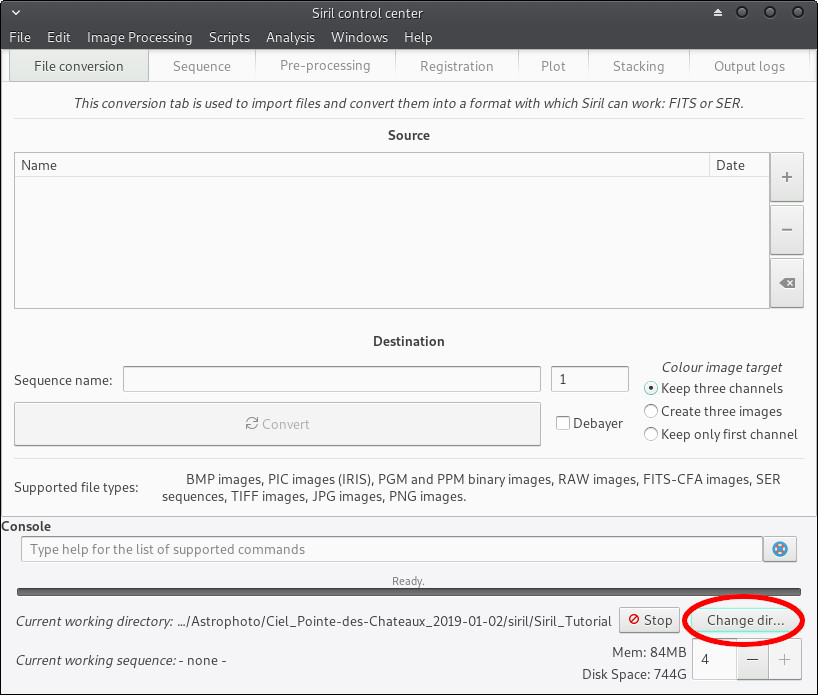 Siril control center
File Edit Image Processing Scripts Analysis Windows Help
File conversion Sequence Pre-processing Registration Plot Stacking Output logs
This conversion tab is used to import files and convert them into a format with which Siril can work: FITS or SER.
Source
Name Date
Destination
Colour image target
Sequence name: 1 Keep three channels
Convert Debayer Create three images
Keep only first channel
Supported file types: BMP images, PIC images (IRIS), PGM and PPM binary images, RAW images, FITS-CFA images, SER
sequences, TIFF images, JPG images, PNG images.
Console
Type help for the list of supported commands
Ready.
Current working directory: .../Astrophoto/Ciel_Pointe-des-Chateaux_2019-01-02/siril/Siril_Tutorial Stop Change dir...
Current working sequence: - none - Mem: 84MB 4
Disk Space: 744G